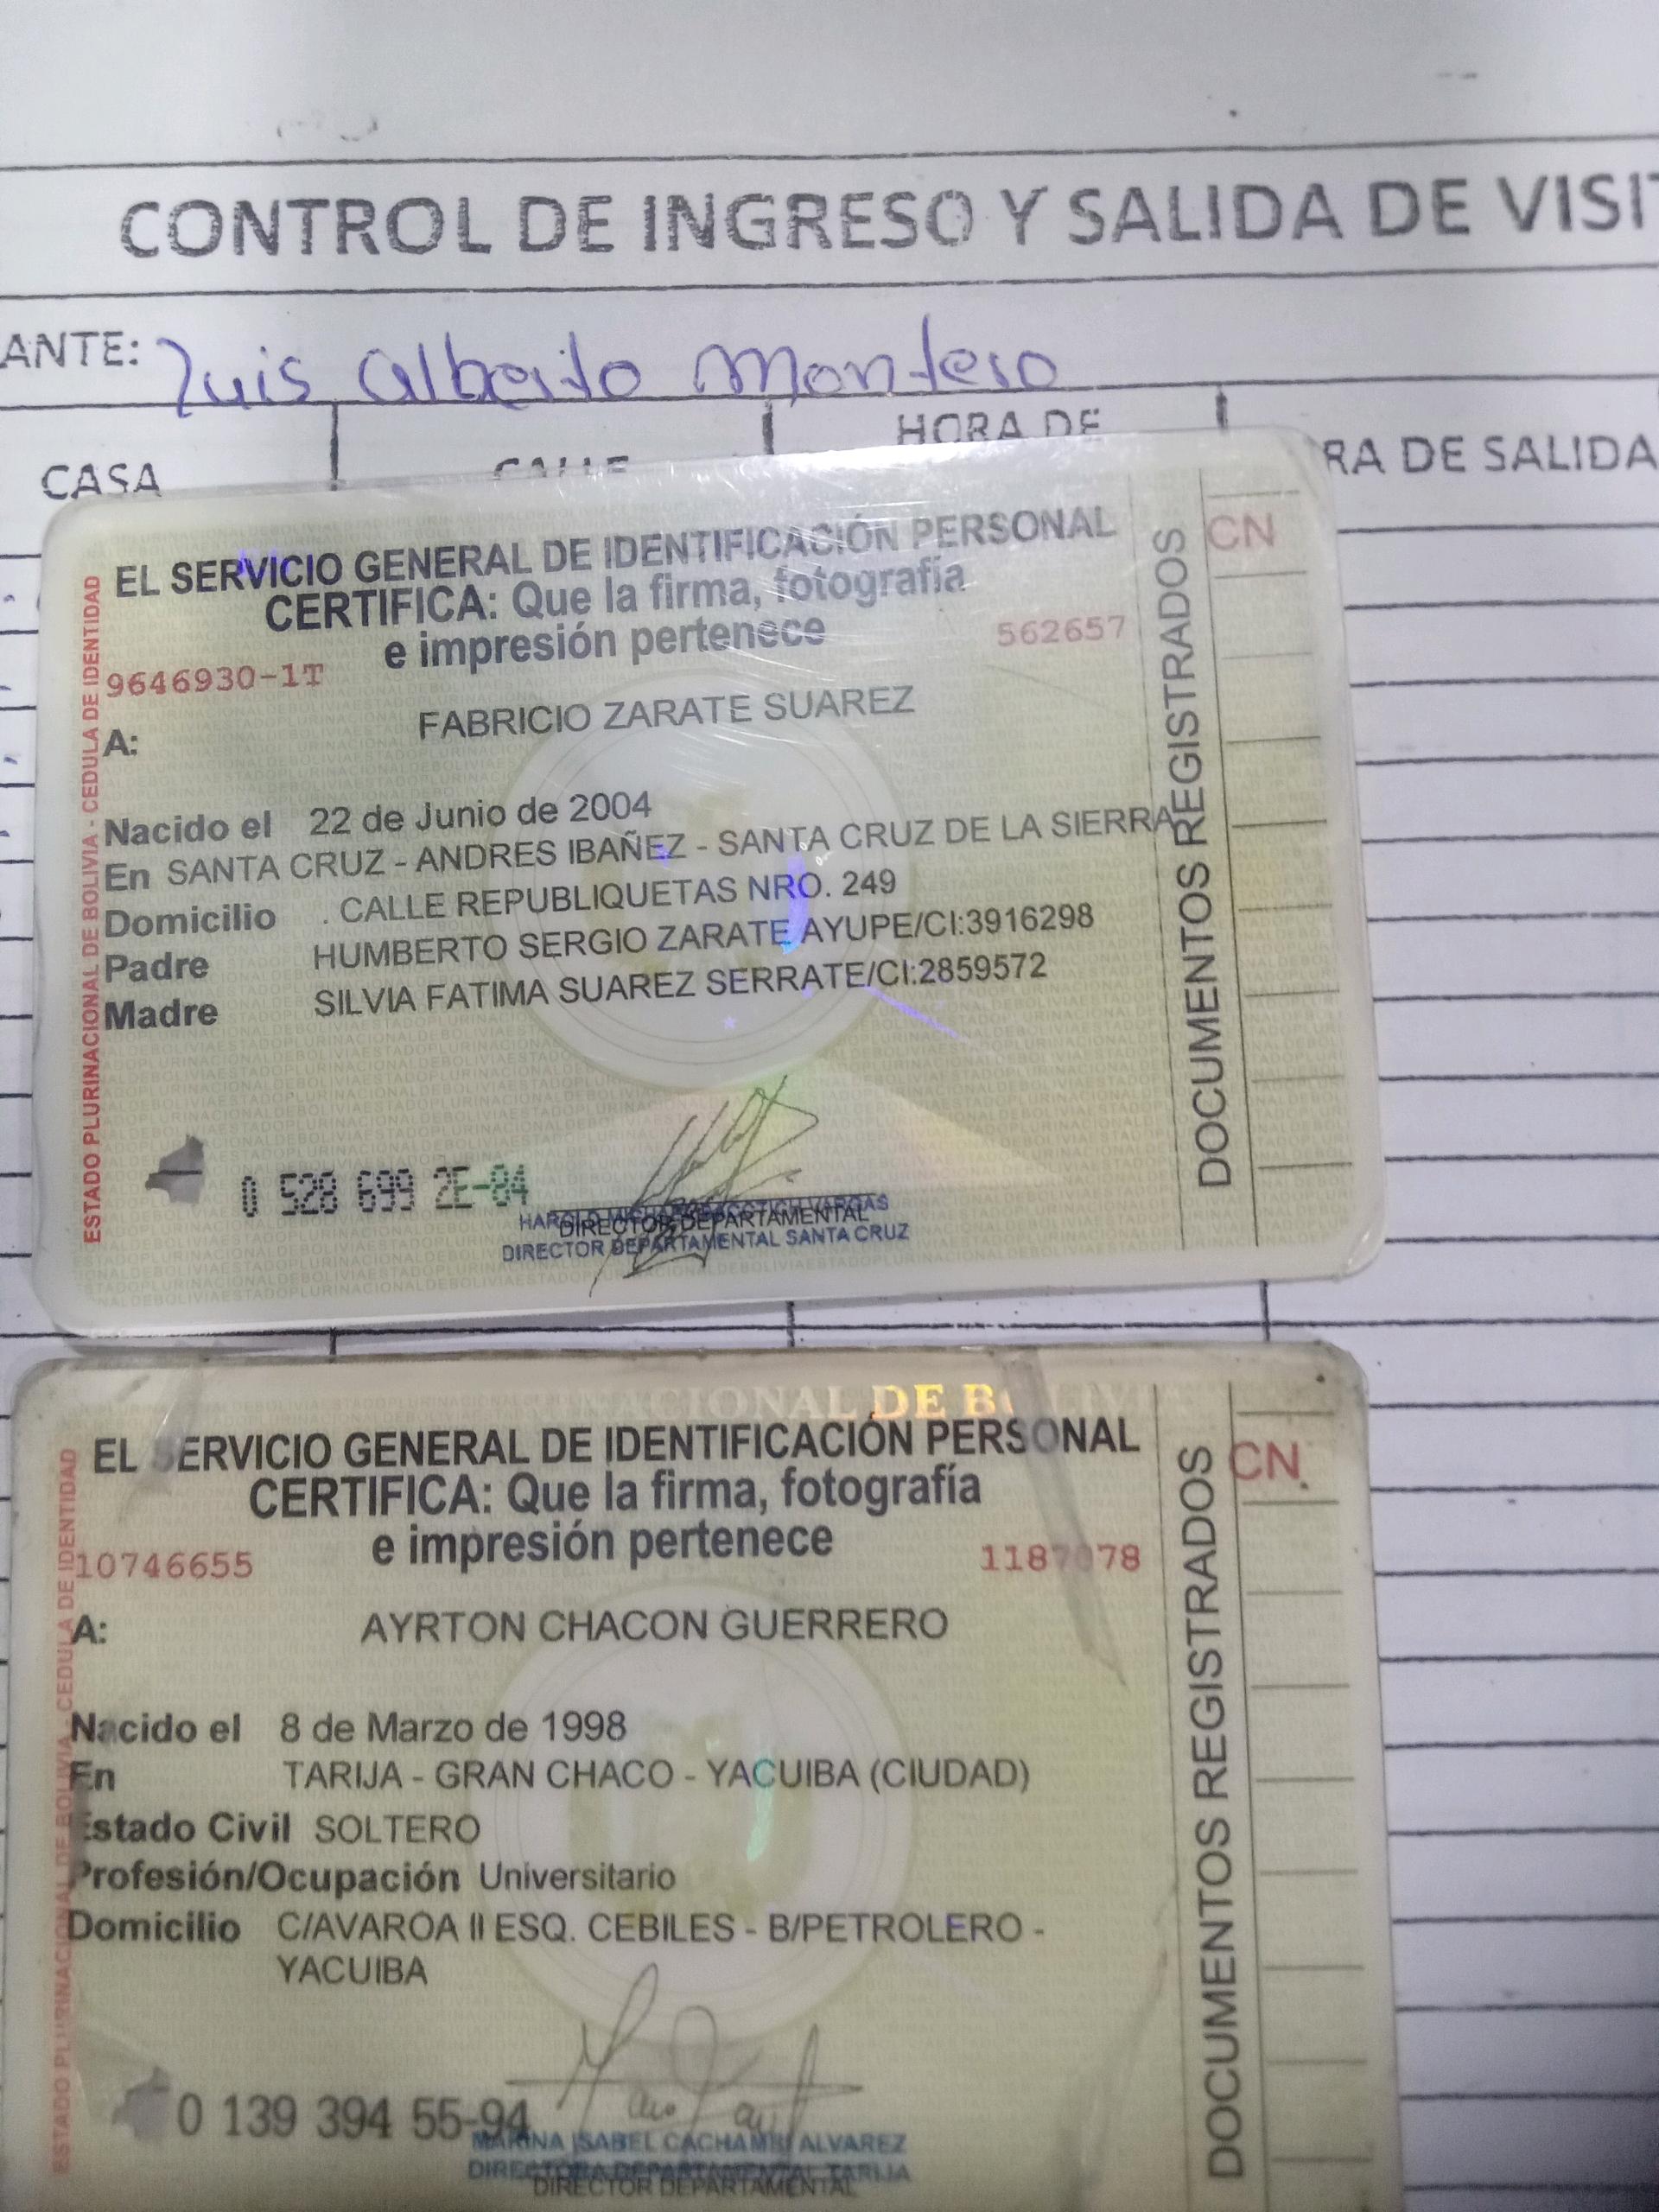 CONTROL DE INGRESO Y SALIDA DE VISI
ANTE: Luis Alberto Montero
CASA
CALLE
HORA DE
RA DE SALIDA
EL SERVICIO GENERAL DE IDENTIFICACIÓN PERSONAL
CERTIFICA: Que la firma, fotografía
e impresión pertenece
9646930-1T
562657
A: FABRICIO ZARATE SUAREZ
Nacido el 22 de Junio de 2004
En SANTA CRUZ - ANDRES IBAÑEZ - SANTA CRUZ DE LA SIERRA
Domicilio . CALLE REPUBLIQUETAS NRO. 249
Padre HUMBERTO SERGIO ZARATE AYUPE/CI:3916298
Madre SILVIA FATIMA SUAREZ SERRATE/CI:2859572
0 528 699 2E-84
DIRECTOR DEPARTAMENTAL
DIRECTOR DEPARTAMENTAL SANTA CRUZ
ESTADO PLURINACIONAL DE BOLIVIA - CEDULA DE IDENTIDAD
DOCUMENTOS REGISTRADOS
CN
NACIONAL DE BOLIVIA
EL SERVICIO GENERAL DE IDENTIFICACIÓN PERSONAL
CERTIFICA: Que la firma, fotografía
e impresión pertenece
10746655
A: AYRTON CHACON GUERRERO
Nacido el 8 de Marzo de 1998
En TARIJA - GRAN CHACO - YACUIBA (CIUDAD)
Estado Civil SOLTERO
Profesión/Ocupación Universitario
Domicilio C/AVAROA II ESQ. CEBILES - B/PETROLERO -
YACUIBA
0 139 394 55-94
MARINA ISABEL CACHAMBI ALVAREZ
DIRECTORA DEPARTAMENTAL TARIJA
DIRECTOR DEPARTAMENTAL
ESTADO PLURINACIONAL DE BOLIVIA - CEDULA DE IDENTIDAD
DOCUMENTOS REGISTRADOS
CN